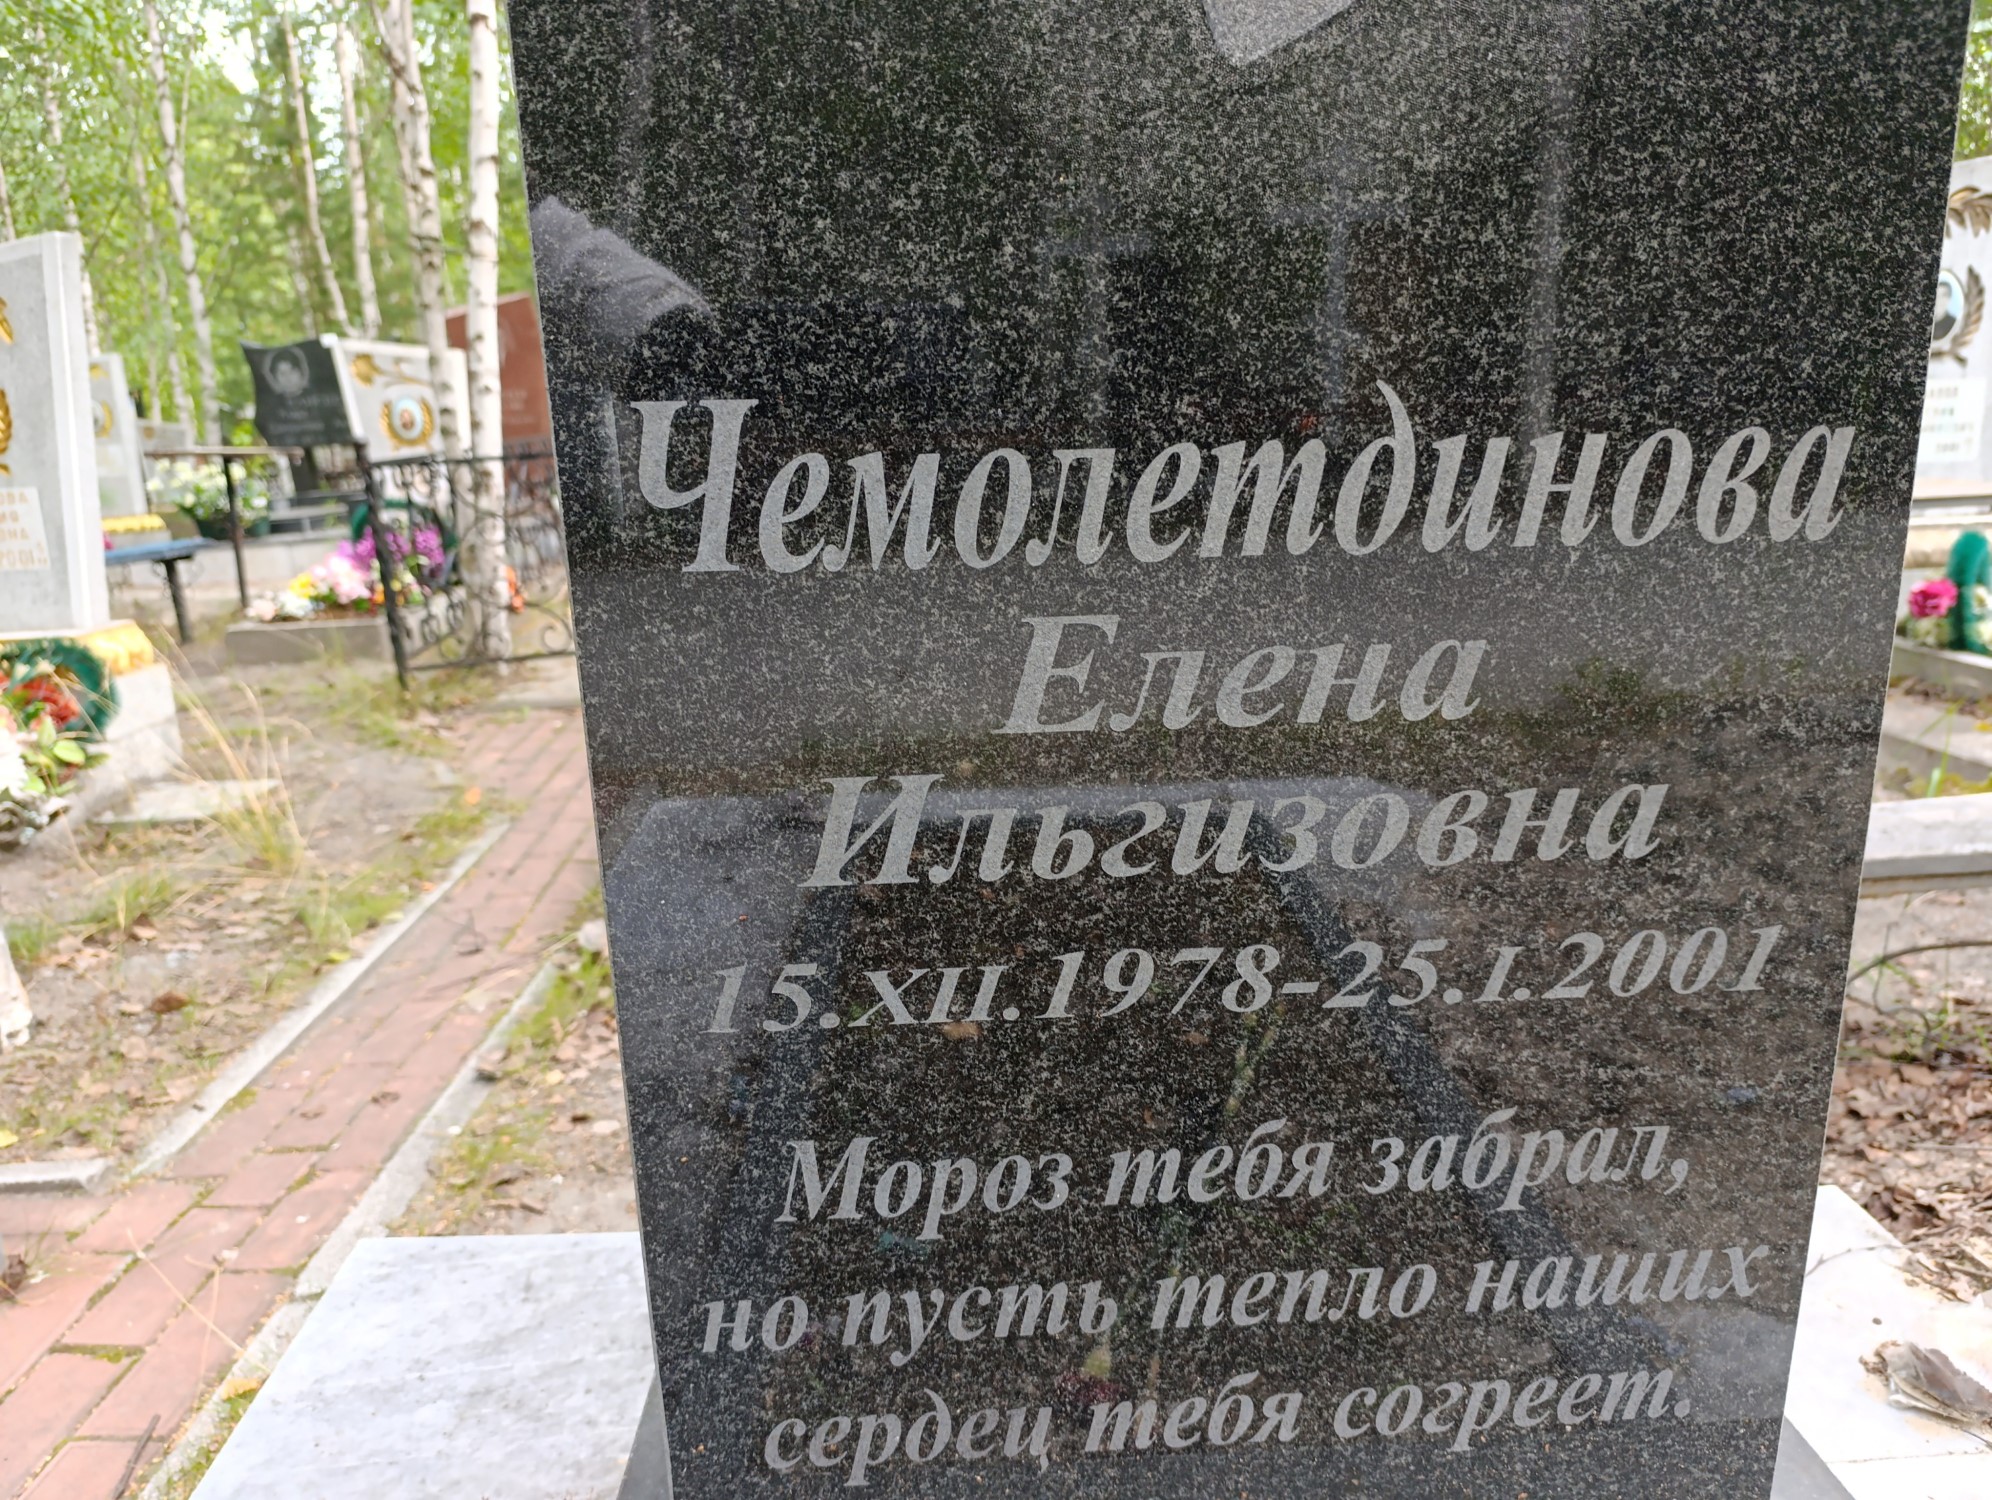 Чемолетдинова
Елена
Ильгизовна
15.XII.1978-25.I.2001
Мороз тебя забрал,
но пусть тепло наших
сердец тебя согреет.